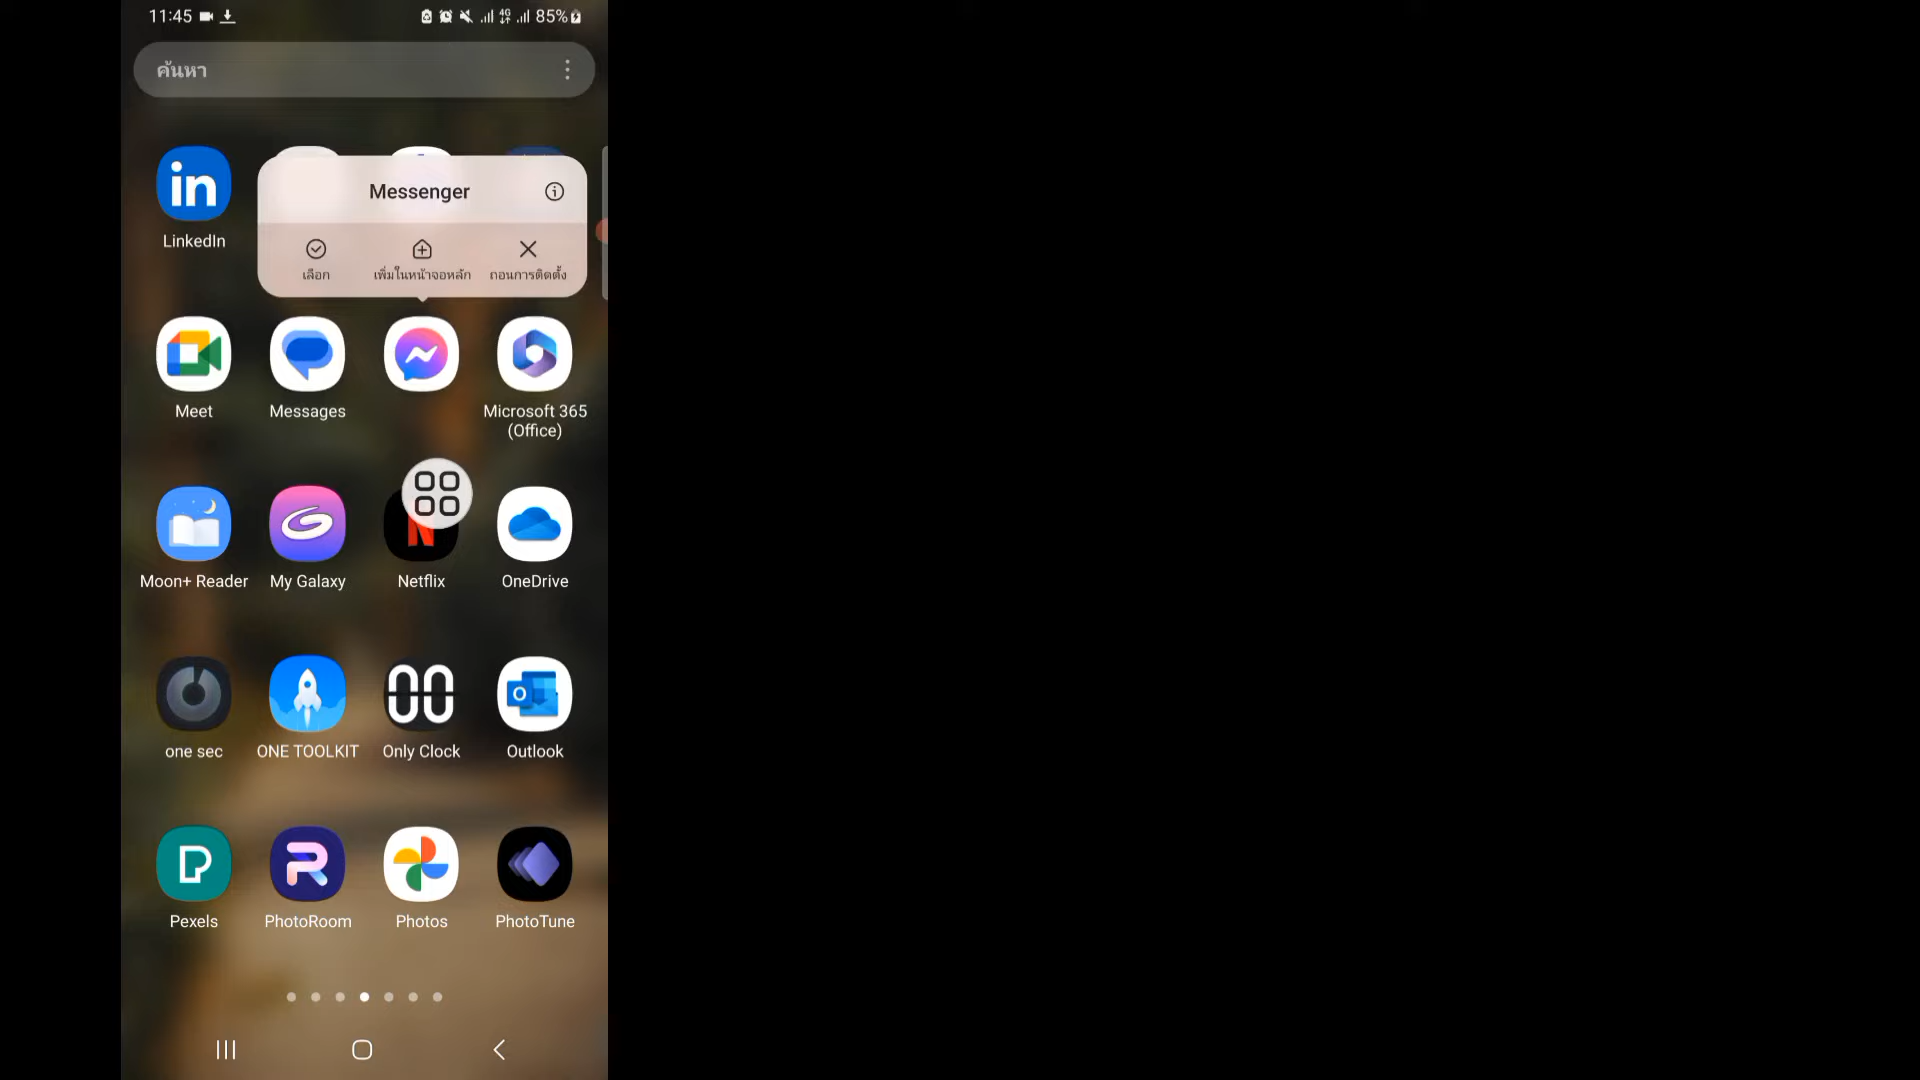 11:45
4G
85%
ค้นหา
in
LinkedIn
Messenger
เลือก
เพิ่มในหน้าจอหลัก
ถอนการติดตั้ง
Meet
Messages
Microsoft 365
(Office)
N
Moon+ Reader
My Galaxy
Netflix
OneDrive
00
O
one sec
ONE TOOLKIT
Only Clock
Outlook
P
R
Pexels
PhotoRoom
Photos
PhotoTune